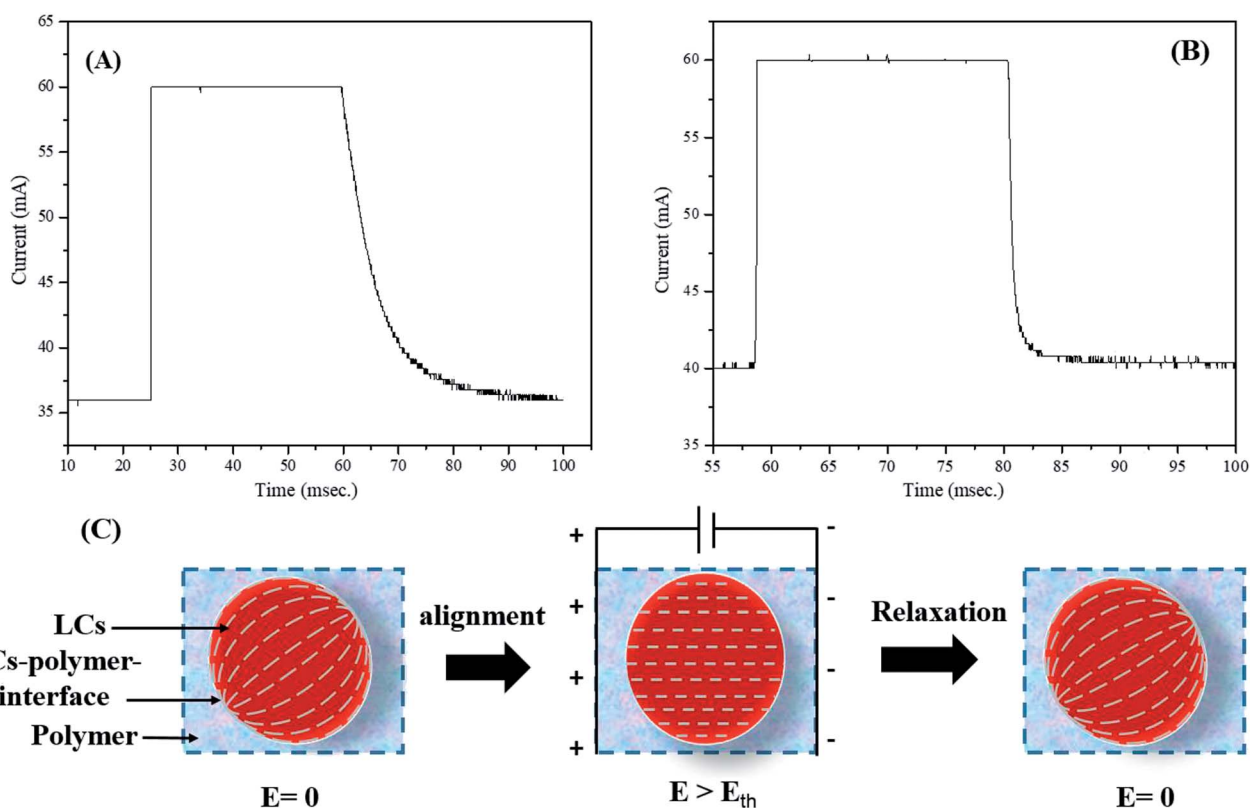 (A)
65
60
55
50
45
40
35
Current (mA)
10 20 30 40 50 60 70 80 90 100
Time (msec.)
(B)
60
55
50
45
40
35
Current (mA)
55 60 65 70 75 80 85 90 95 100
Time (msec.)
(C)
LCs
Cs-polymer-
interface
Polymer
E= 0
alignment
+ -
+ -
+ -
+ -
E > Eth
Relaxation
E= 0